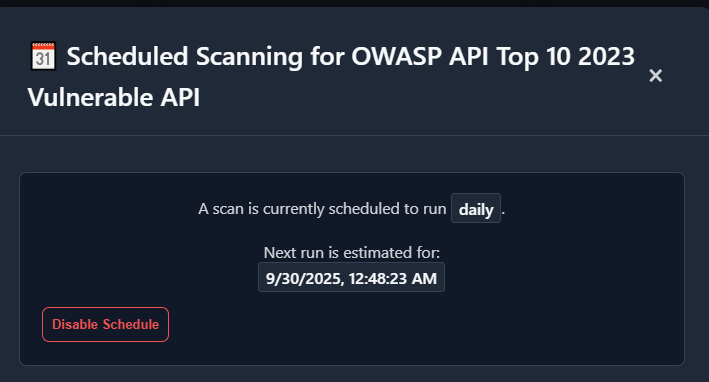 📅 Scheduled Scanning for OWASP API Top 10 2023
Vulnerable API
×
A scan is currently scheduled to run daily.
Next run is estimated for:
9/30/2025, 12:48:23 AM
Disable Schedule